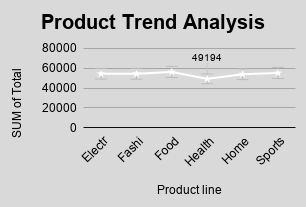 Product Trend Analysis
80000
60000
40000
20000
0
SUM of Total
49194
Electr
Fashi
Food
Health
Home
Sports
Product line